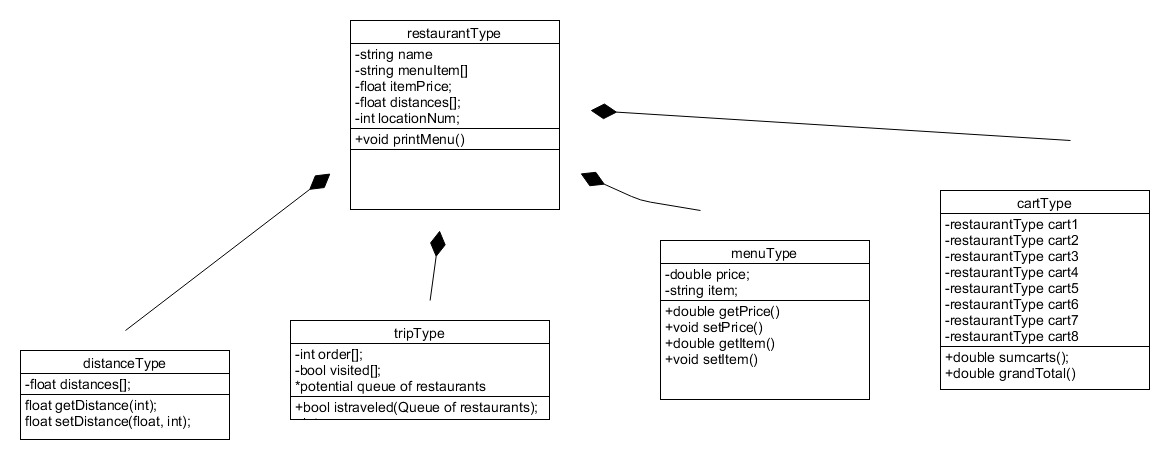 restaurantType
-string name
-string menuItem[]
-float itemPrice;
-float distances[];
-int locationNum;
+void printMenu()
cartType
-restaurantType cart1
-restaurantType cart2
-restaurantType cart3
-restaurantType cart4
-restaurantType cart5
-restaurantType cart6
-restaurantType cart7
-restaurantType cart8
+double sumcarts();
+double grandTotal()
menuType
-double price;
-string item;
+double getPrice()
+void setPrice()
+double getItem()
+void setItem()
tripType
-int order[];
-bool visited[];
*potential queue of restaurants
+bool istraveled(Queue of restaurants);
distanceType
-float distances[];
float getDistance(int);
float setDistance(float, int);